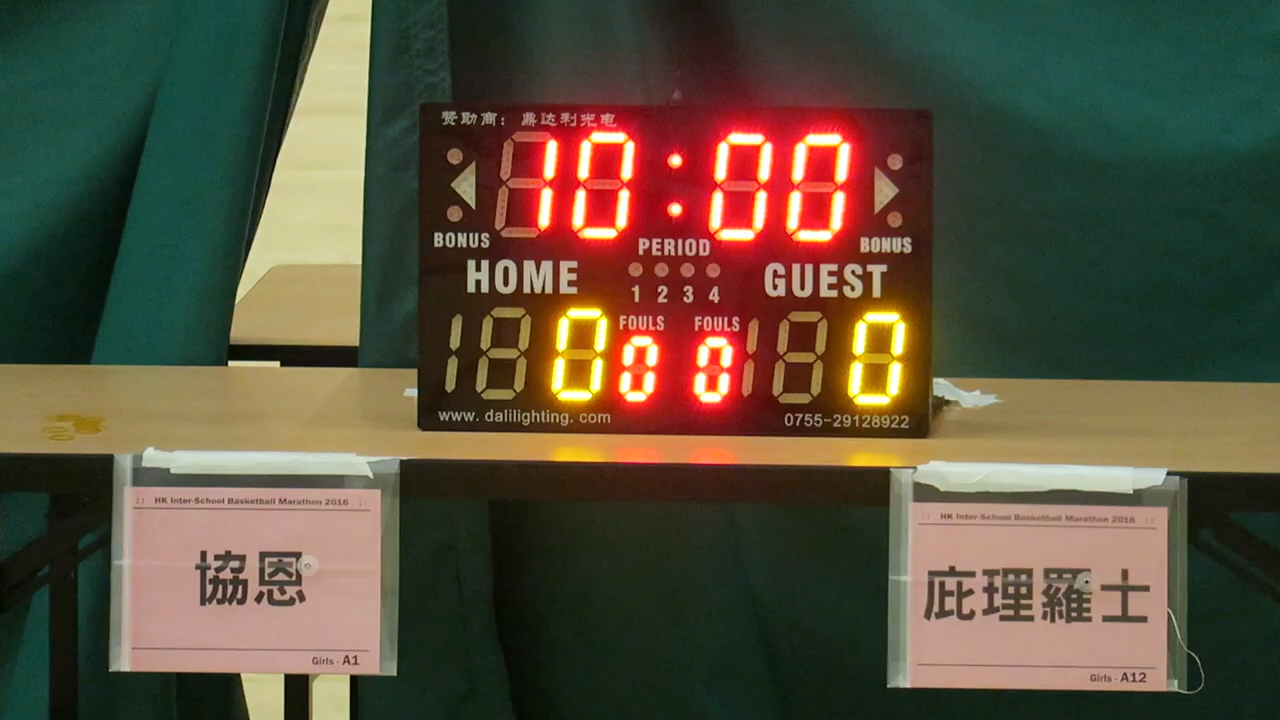 赞助商：鼎达利光电
10:00
BONUS
PERIOD
BONUS
HOME
1 2 3 4
GUEST
FOULS
FOULS
0
0
0
0
www.dalilighting.com
0755-29128922
HK Inter-School Basketball Marathon 2016
協恩
Girls - A1
HK Inter-School Basketball Marathon 2016
庇理羅士
Girls - A12